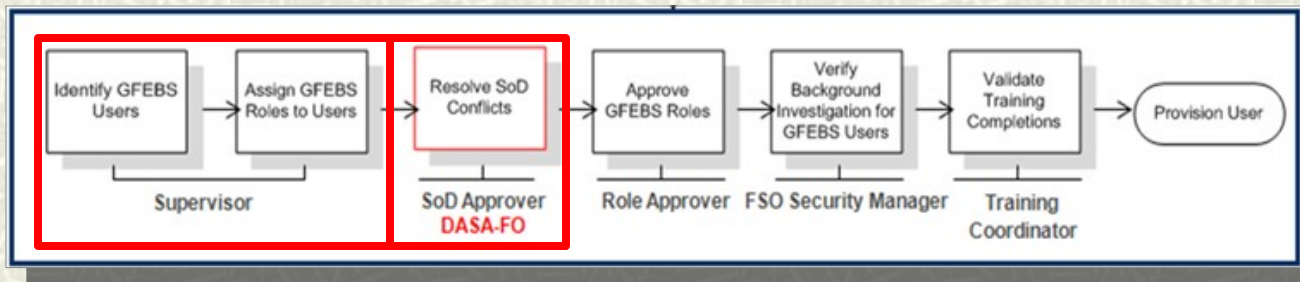 Identify GFEBS
Users
Assign GFEBS
Roles to Users
Resolve SoD
Conflicts
Approve
GFEBS Roles
Verify
Background
Investigation for
GFEBS Users
Validate
Training
Completions
Provision User
Supervisor
SoD Approver
DASA-FO
Role Approver
FSO Security Manager
Training
Coordinator